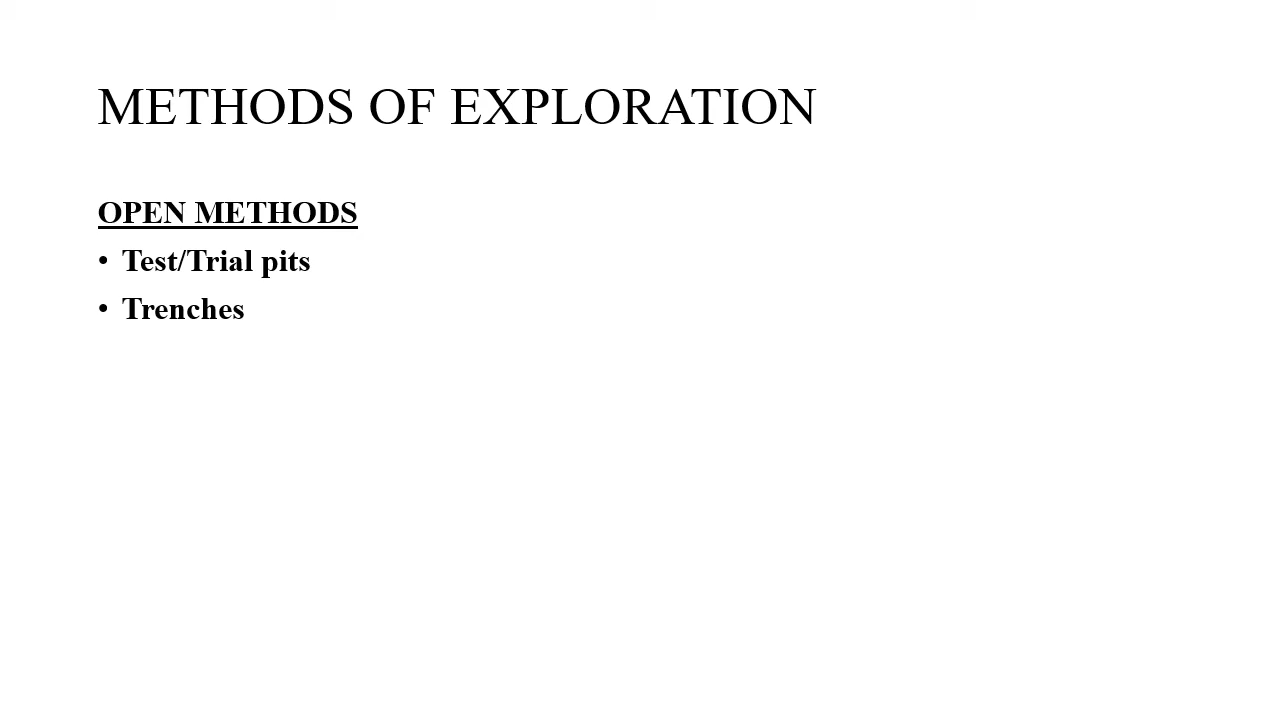 METHODS OF EXPLORATION
OPEN METHODS
• Test/Trial pits
• Trenches